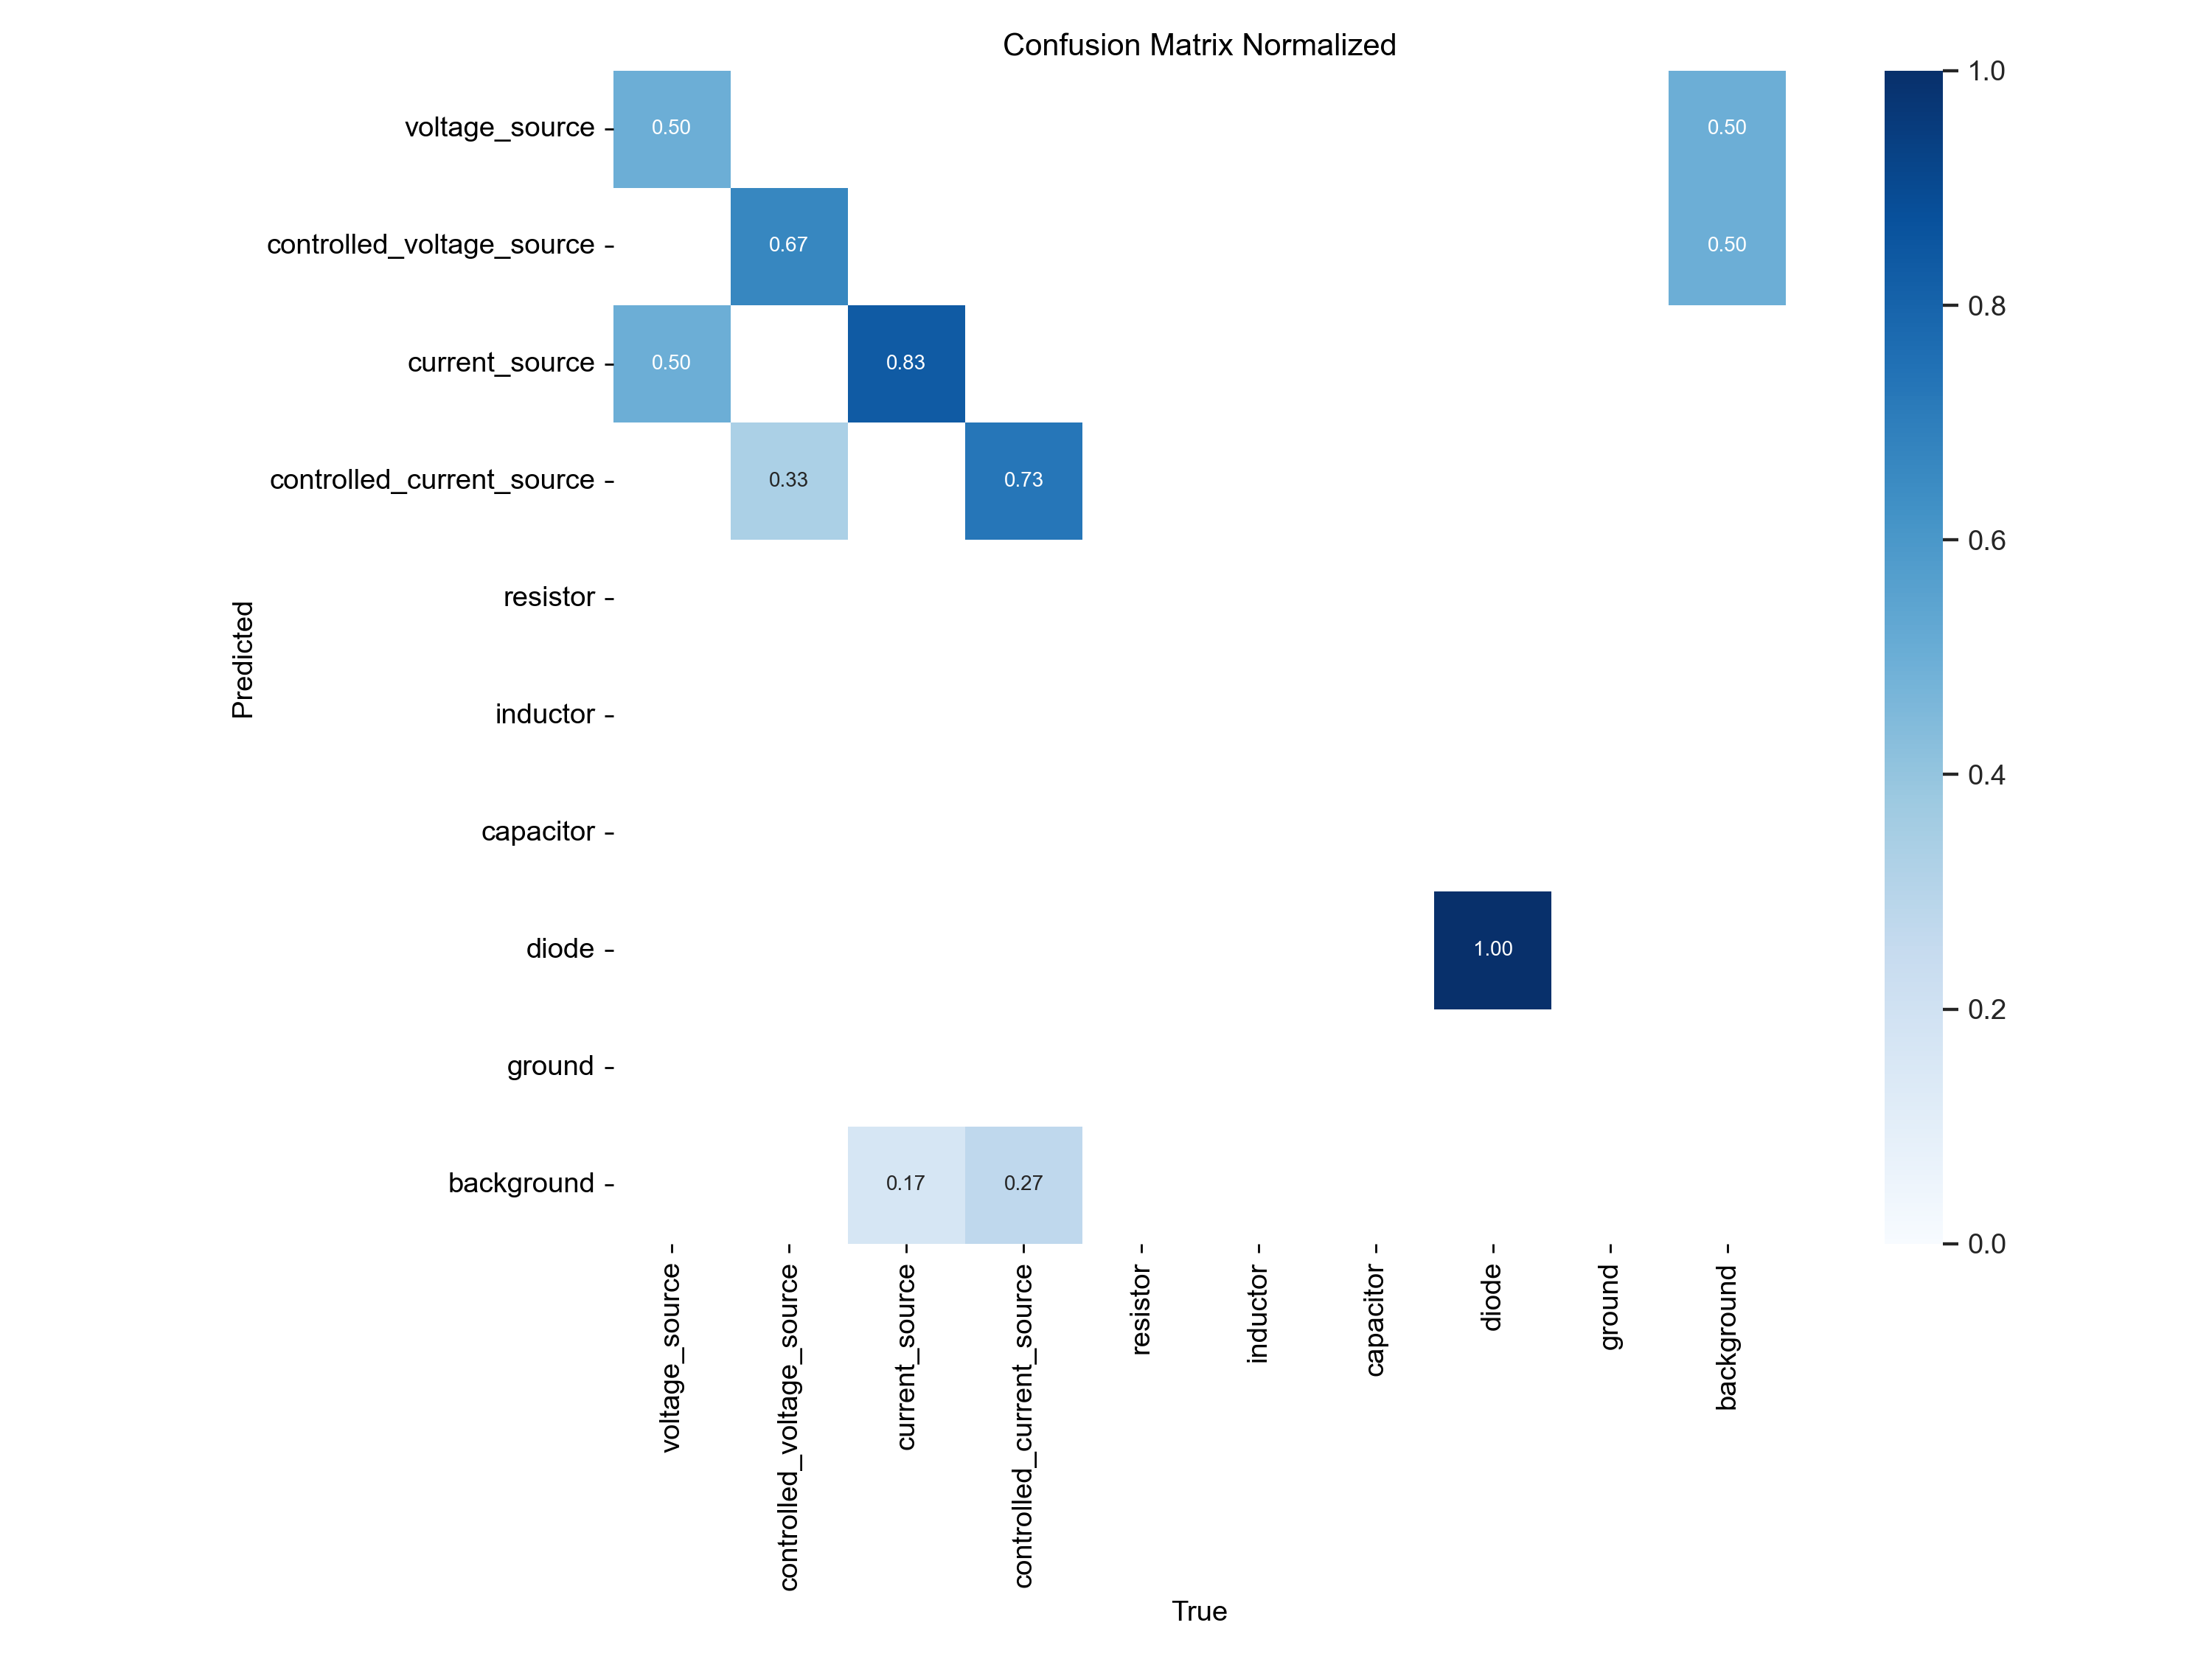 Confusion Matrix Normalized
voltage_source
0.50
0.50
controlled_voltage_source
0.67
0.50
current_source
0.50
0.83
controlled_current_source
0.33
0.73
resistor
inductor
capacitor
diode
1.00
ground
background
0.17
0.27
Predicted
voltage_source
controlled_voltage_source
current_source
controlled_current_source
resistor
inductor
capacitor
diode
ground
background
True
1.0
0.8
0.6
0.4
0.2
0.0